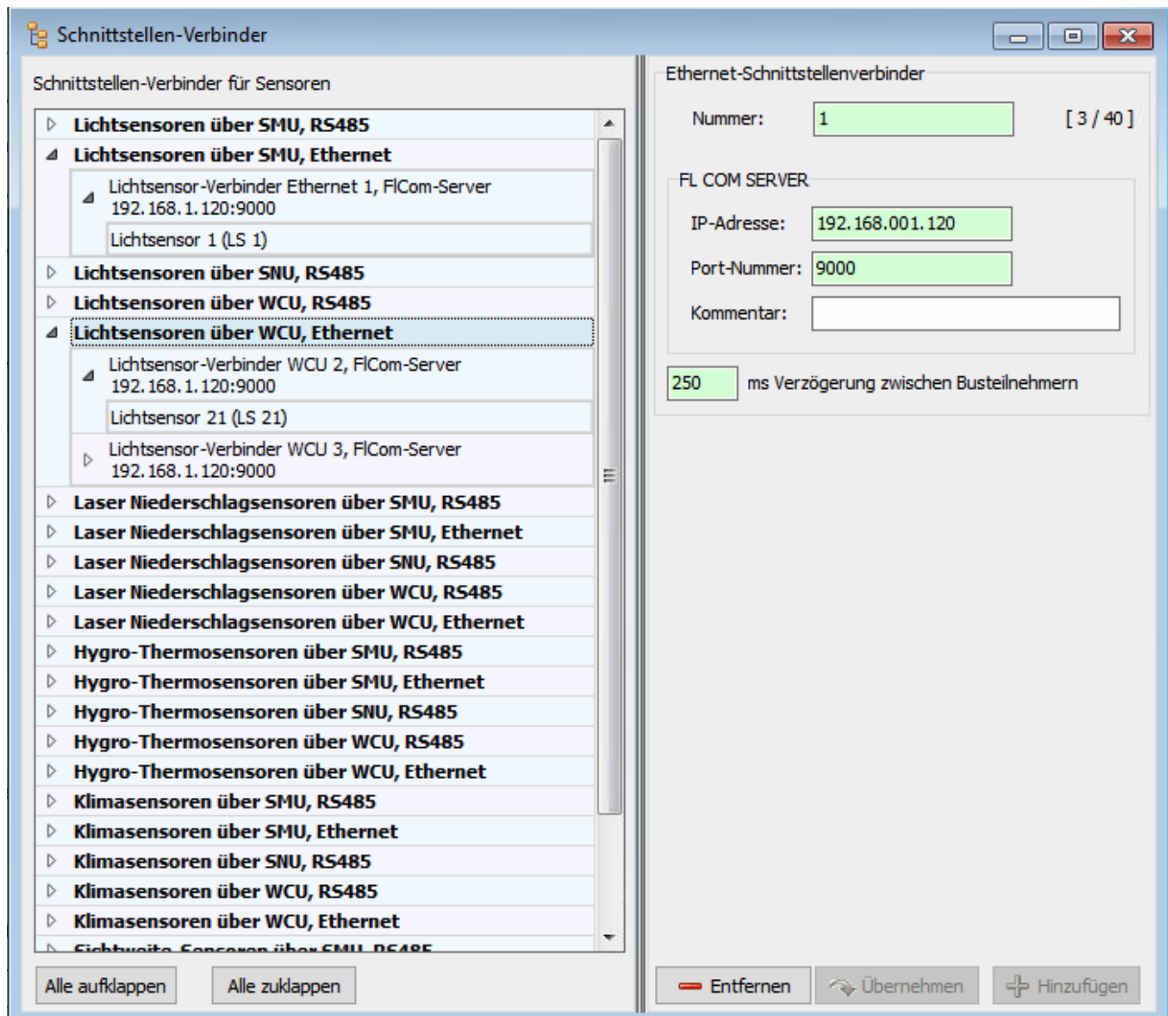 Schnittstellen-Verbinder
Schnittstellen-Verbinder für Sensoren
Lichtsensoren über SMU, RS485
Lichtsensoren über SMU, Ethernet
Lichtsensor-Verbinder Ethernet 1, FlCom-Server
192.168.1.120:9000
Lichtsensor 1 (LS 1)
Lichtsensoren über SNU, RS485
Lichtsensoren über WCU, RS485
Lichtsensoren über WCU, Ethernet
Lichtsensor-Verbinder WCU 2, FlCom-Server
192.168.1.120:9000
Lichtsensor 21 (LS 21)
Lichtsensor-Verbinder WCU 3, FlCom-Server
192.168.1.120:9000
Laser Niederschlagsensoren über SMU, RS485
Laser Niederschlagsensoren über SMU, Ethernet
Laser Niederschlagsensoren über SNU, RS485
Laser Niederschlagsensoren über WCU, RS485
Laser Niederschlagsensoren über WCU, Ethernet
Hygro-Thermosensoren über SMU, RS485
Hygro-Thermosensoren über SMU, Ethernet
Hygro-Thermosensoren über SNU, RS485
Hygro-Thermosensoren über WCU, RS485
Hygro-Thermosensoren über WCU, Ethernet
Klimasensoren über SMU, RS485
Klimasensoren über SMU, Ethernet
Klimasensoren über SNU, RS485
Klimasensoren über WCU, RS485
Klimasensoren über WCU, Ethernet
Sichtweite-Sensoren über SMU, RS485
Alle aufklappen Alle zuklappen
Ethernet-Schnittstellenverbinder
Nummer: 1 [ 3 / 40 ]
FL COM SERVER
IP-Adresse: 192.168.001.120
Port-Nummer: 9000
Kommentar:
250 ms Verzögerung zwischen Busteilnehmern
Entfernen Übernehmen Hinzufügen